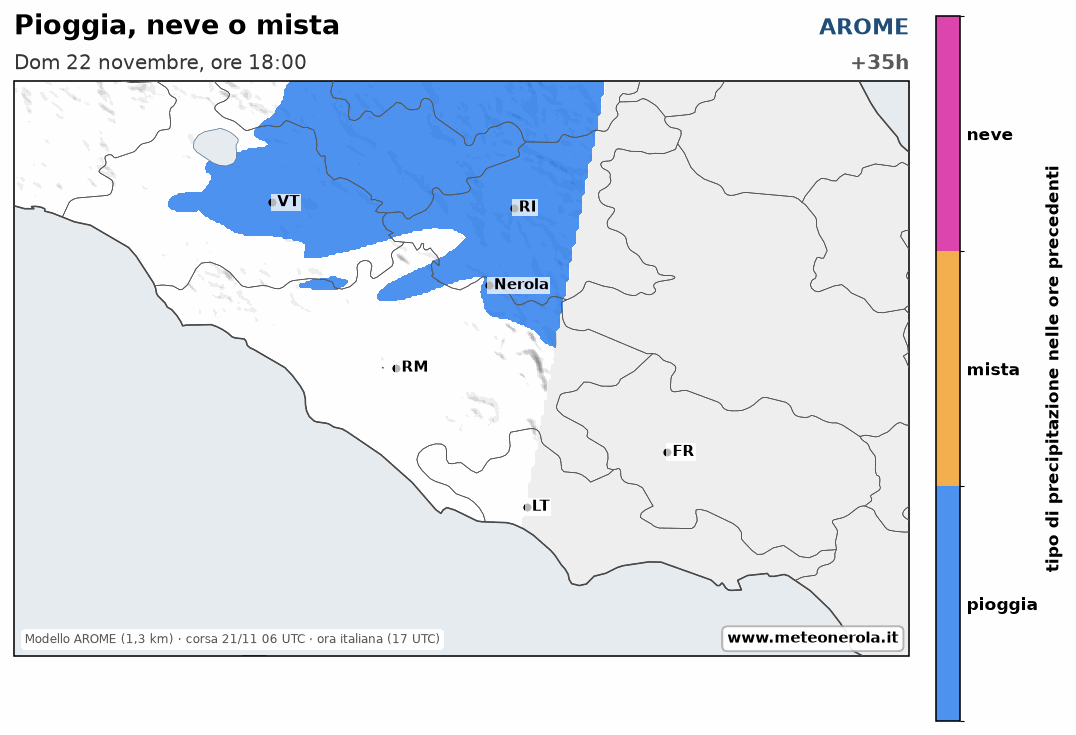 Pioggia, neve o mista
AROME
Dom 22 novembre, ore 18:00
+35h
neve
mista
pioggia
tipo di precipitazione nelle ore precedenti
VT
RI
Nerola
RM
FR
LT
Modello AROME (1,3 km) · corsa 21/11 06 UTC · ora italiana (17 UTC)
www.meteonerola.it